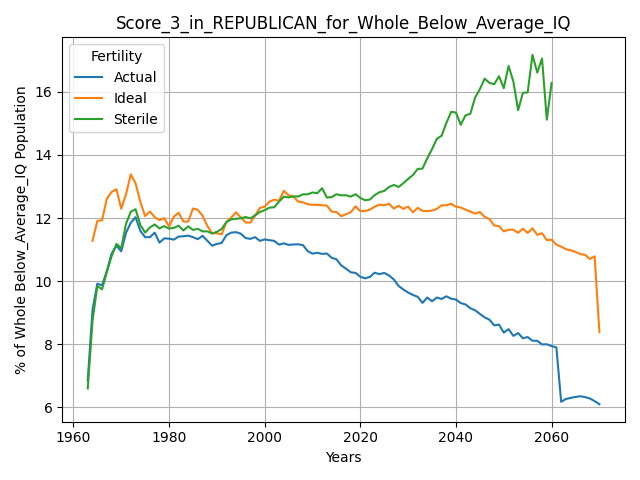 Score_3_in_REPUBLICAN_for_Whole_Below_Average_IQ
Fertility
Actual
Ideal
Sterile
% of Whole Below_Average_IQ Population
16
14
12
10
8
6
1960
1980
2000
2020
2040
2060
Years